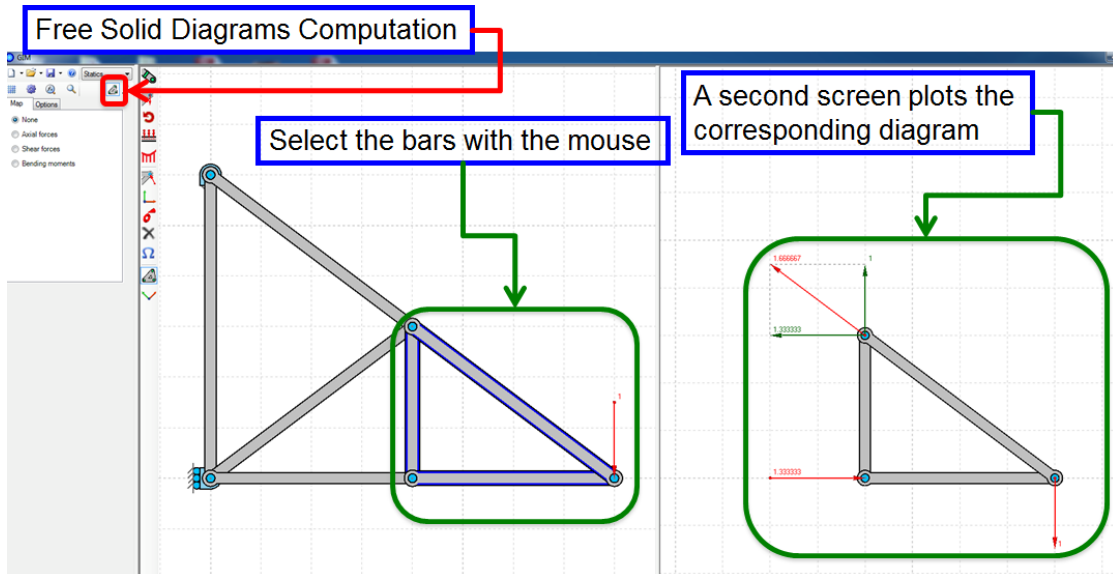 Free Solid Diagrams Computation
GIM
Statics
Map
Options
None
Axial forces
Shear forces
Bending moments
Select the bars with the mouse
A second screen plots the
corresponding diagram
1
1.666667
1
1.333333
1.333333
1
Ω